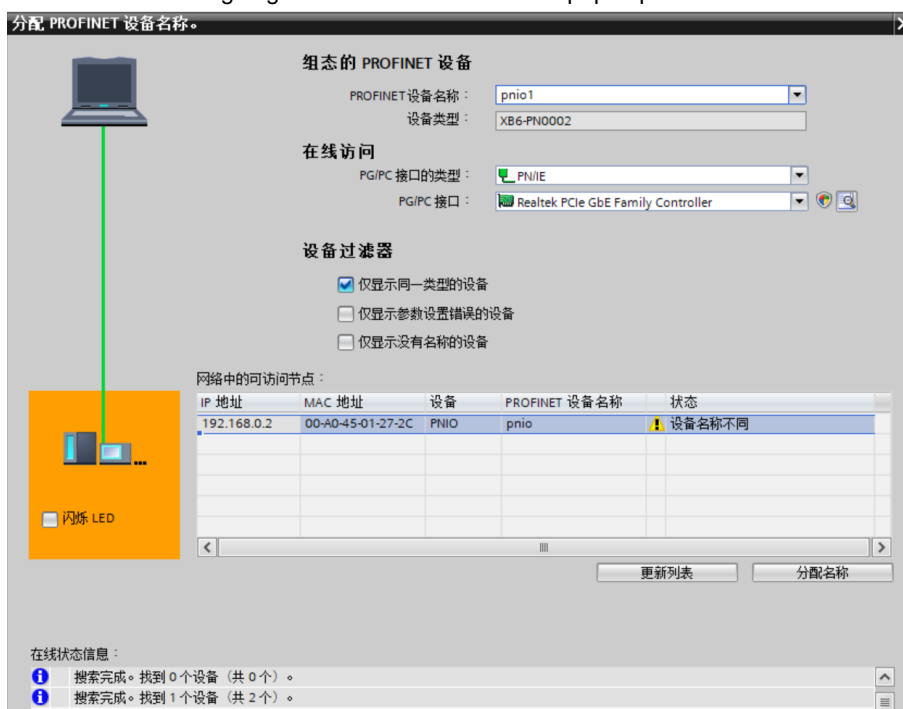 分配 PROFINET 设备名称。
组态的 PROFINET 设备
PROFINET设备名称： pnio1
设备类型： XB6-PN0002
在线访问
PG/PC 接口的类型： PN/IE
PG/PC 接口： Realtek PCIe GbE Family Controller
设备过滤器
仅显示同一类型的设备
仅显示参数设置错误的设备
仅显示没有名称的设备
网络中的可访问节点：
IP 地址 MAC 地址 设备 PROFINET 设备名称 状态
192.168.0.2 00-A0-45-01-27-2C PNIO pnio 设备名称不同
闪烁 LED
更新列表 分配名称
在线状态信息：
搜索完成。找到 0 个设备（共 0 个）。
搜索完成。找到 1 个设备（共 2 个）。